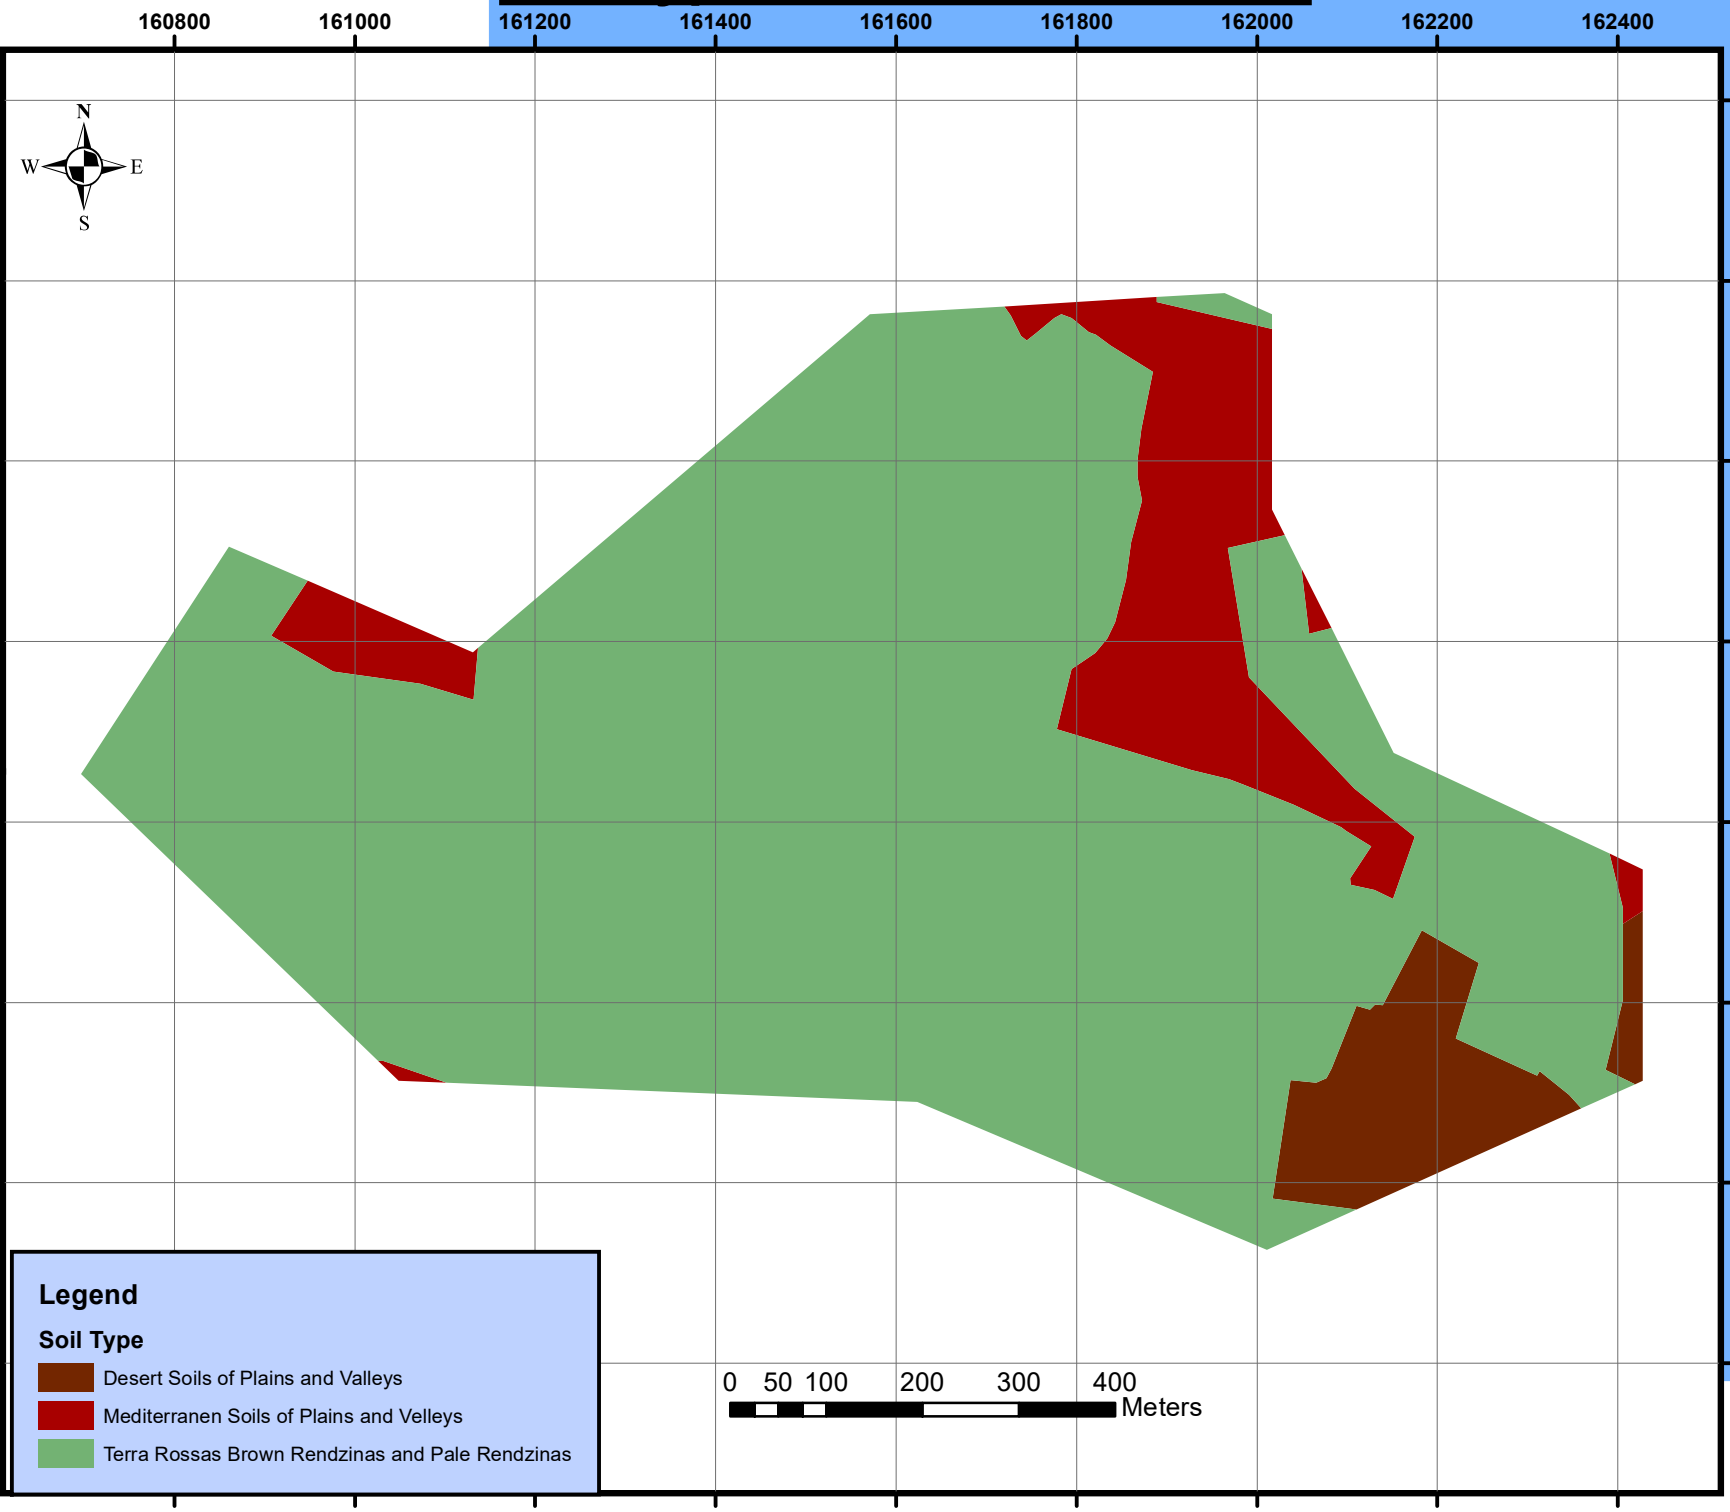 160800 161000 161200 161400 161600 161800 162000 162200 162400
N
W E
S
Legend
Soil Type
Desert Soils of Plains and Valleys
Mediterranen Soils of Plains and Velleys
Terra Rossas Brown Rendzinas and Pale Rendzinas
0 50 100 200 300 400
Meters